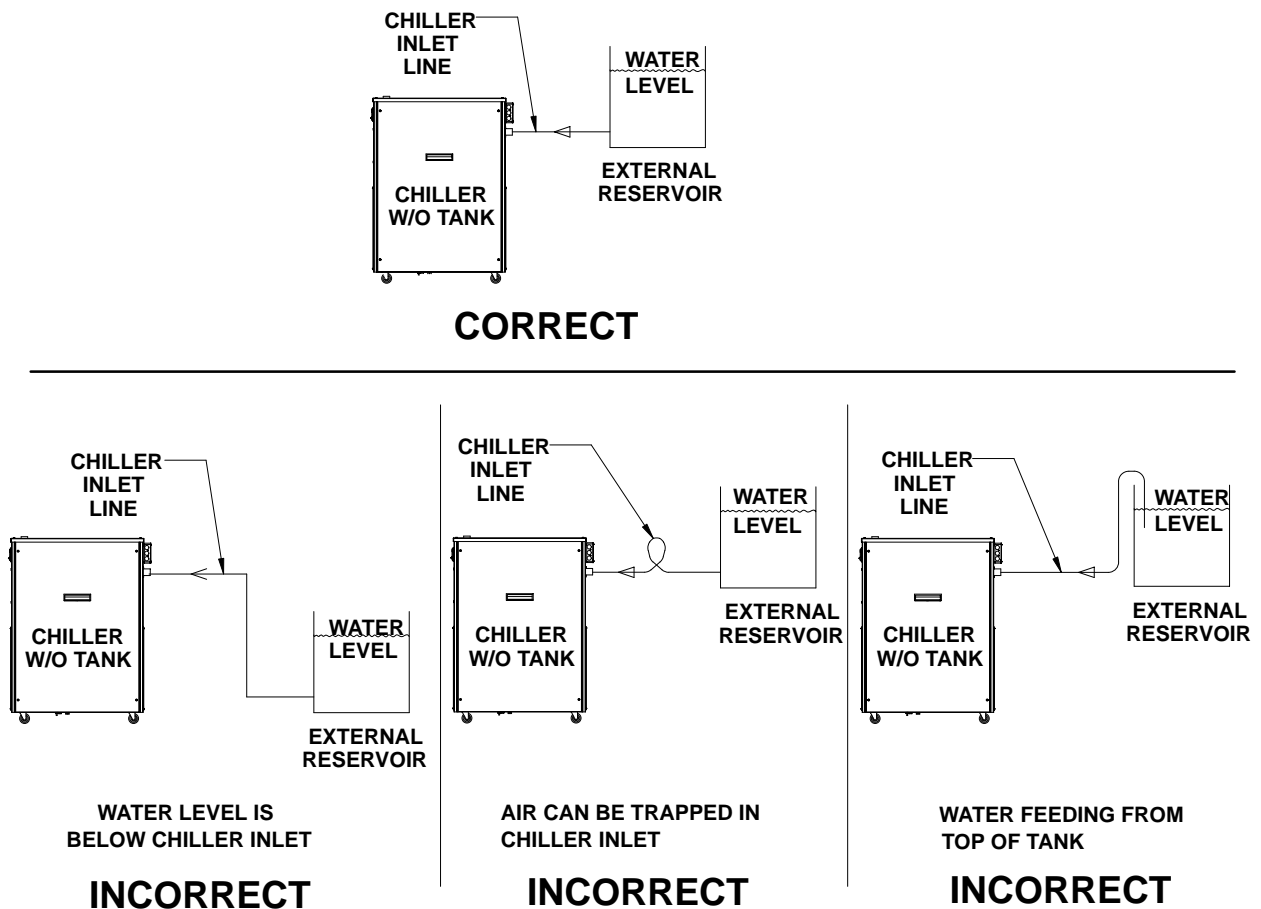 CHILLER
INLET
LINE
WATER
LEVEL
CHILLER
W/O TANK
EXTERNAL
RESERVOIR
CORRECT
CHILLER
INLET
LINE
CHILLER
W/O TANK
WATER
LEVEL
EXTERNAL
RESERVOIR
WATER LEVEL IS
BELOW CHILLER INLET
INCORRECT
CHILLER
INLET
LINE
WATER
LEVEL
CHILLER
W/O TANK
EXTERNAL
RESERVOIR
AIR CAN BE TRAPPED IN
CHILLER INLET
INCORRECT
CHILLER
INLET
LINE
WATER
LEVEL
CHILLER
W/O TANK
EXTERNAL
RESERVOIR
WATER FEEDING FROM
TOP OF TANK
INCORRECT